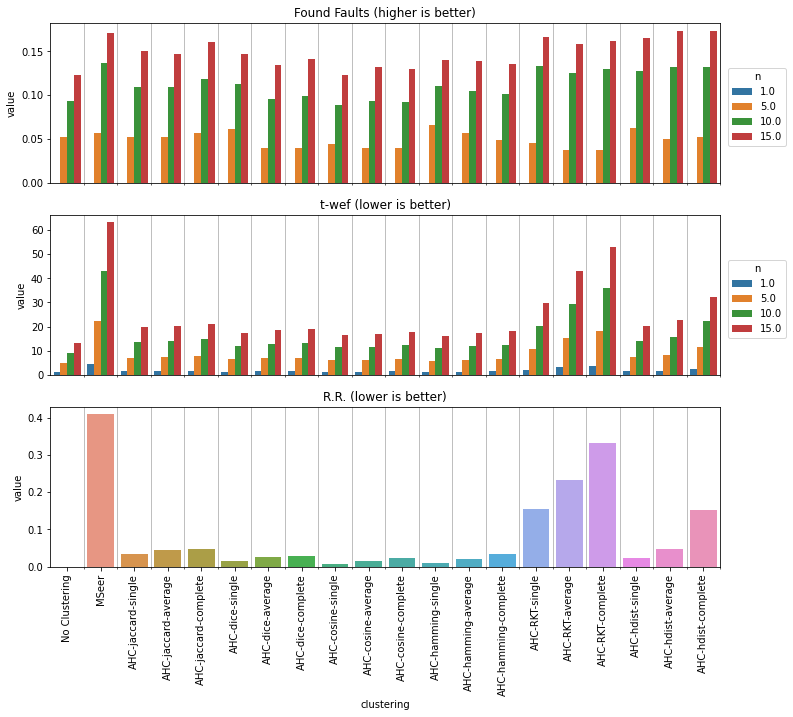 Found Faults (higher is better)
value
0.15
0.10
0.05
0.00
n
1.0
5.0
10.0
15.0
t-wef (lower is better)
value
60
50
40
30
20
10
0
n
1.0
5.0
10.0
15.0
R.R. (lower is better)
value
0.4
0.3
0.2
0.1
0.0
No Clustering
MSeer
AHC-jaccard-single
AHC-jaccard-average
AHC-jaccard-complete
AHC-dice-single
AHC-dice-average
AHC-dice-complete
AHC-cosine-single
AHC-cosine-average
AHC-cosine-complete
AHC-hamming-single
AHC-hamming-average
AHC-hamming-complete
AHC-RKT-single
AHC-RKT-average
AHC-RKT-complete
AHC-hdist-single
AHC-hdist-average
AHC-hdist-complete
clustering